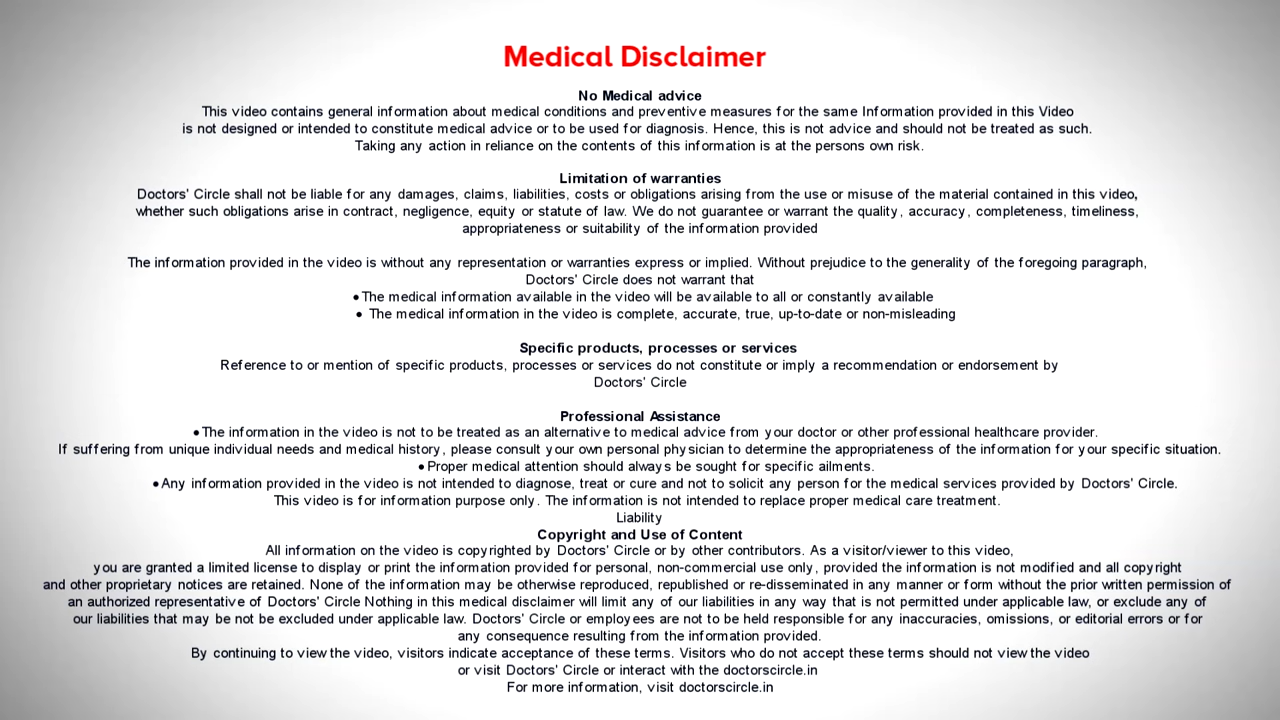 Medical Disclaimer
No Medical advice
This video contains general information about medical conditions and preventive measures for the same Information provided in this Video
is not designed or intended to constitute medical advice or to be used for diagnosis. Hence, this is not advice and should not be treated as such.
Taking any action in reliance on the contents of this information is at the persons own risk.
Limitation of warranties
Doctors' Circle shall not be liable for any damages, claims, liabilities, costs or obligations arising from the use or misuse of the material contained in this video,
whether such obligations arise in contract, negligence, equity or statute of law. We do not guarantee or warrant the quality, accuracy, completeness, timeliness,
appropriateness or suitability of the information provided
The information provided in the video is without any representation or warranties express or implied. Without prejudice to the generality of the foregoing paragraph,
Doctors' Circle does not warrant that
• The medical information available in the video will be available to all or constantly available
• The medical information in the video is complete, accurate, true, up-to-date or non-misleading
Specific products, processes or services
Reference to or mention of specific products, processes or services do not constitute or imply a recommendation or endorsement by
Doctors' Circle
Professional Assistance
• The information in the video is not to be treated as an alternative to medical advice from your doctor or other professional healthcare provider.
If suffering from unique individual needs and medical history, please consult your own personal physician to determine the appropriateness of the information for your specific situation.
• Proper medical attention should always be sought for specific ailments.
• Any information provided in the video is not intended to diagnose, treat or cure and not to solicit any person for the medical services provided by Doctors' Circle.
This video is for information purpose only. The information is not intended to replace proper medical care treatment.
Liability
Copyright and Use of Content
All information on the video is copyrighted by Doctors' Circle or by other contributors. As a visitor/viewer to this video,
you are granted a limited license to display or print the information provided for personal, non-commercial use only, provided the information is not modified and all copyright
and other proprietary notices are retained. None of the information may be otherwise reproduced, republished or re-disseminated in any manner or form without the prior written permission of
an authorized representative of Doctors' Circle Nothing in this medical disclaimer will limit any of our liabilities in any way that is not permitted under applicable law, or exclude any of
our liabilities that may be not be excluded under applicable law. Doctors' Circle or employees are not to be held responsible for any inaccuracies, omissions, or editorial errors or for
any consequence resulting from the information provided.
By continuing to view the video, visitors indicate acceptance of these terms. Visitors who do not accept these terms should not view the video
or visit Doctors' Circle or interact with the doctorscircle.in
For more information, visit doctorscircle.in